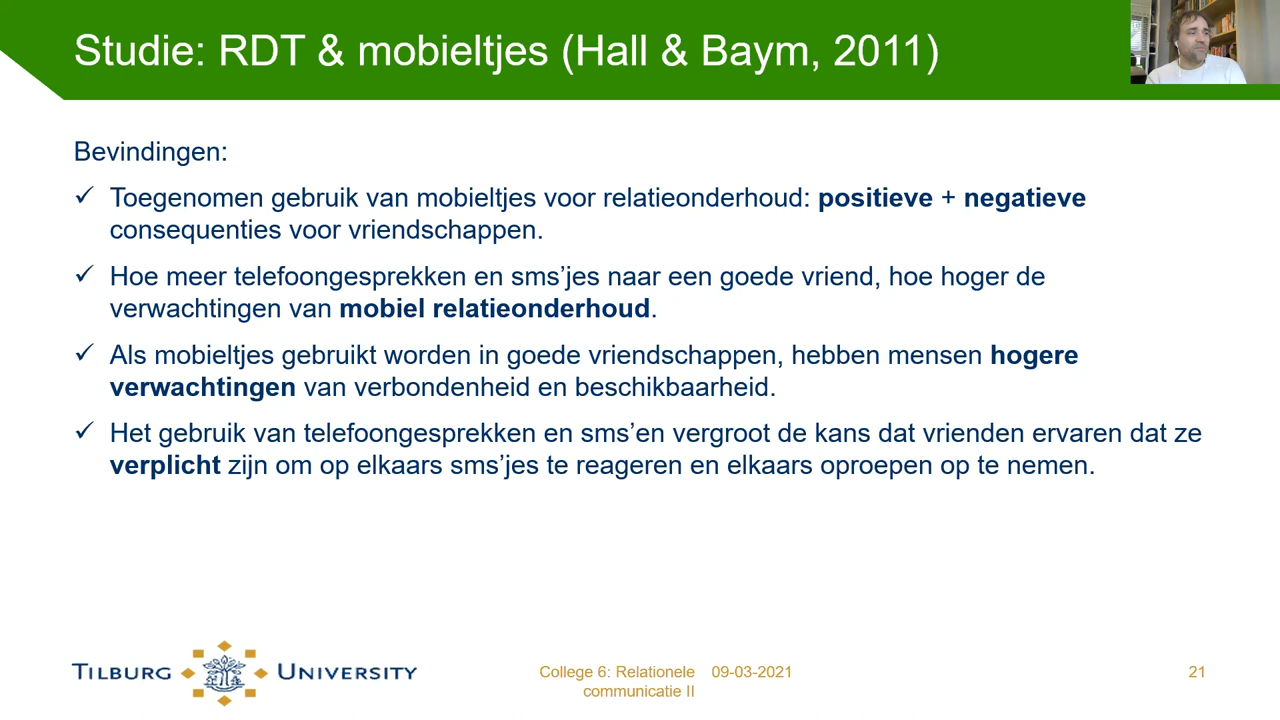 Studie: RDT & mobieltjes (Hall & Baym, 2011)
Bevindingen:
✓ Toegenomen gebruik van mobieltjes voor relatieonderhoud: positieve + negatieve
consequenties voor vriendschappen.
✓ Hoe meer telefoongesprekken en sms’jes naar een goede vriend, hoe hoger de
verwachtingen van mobiel relatieonderhoud.
✓ Als mobieltjes gebruikt worden in goede vriendschappen, hebben mensen hogere
verwachtingen van verbondenheid en beschikbaarheid.
✓ Het gebruik van telefoongesprekken en sms’en vergroot de kans dat vrienden ervaren dat ze
verplicht zijn om op elkaars sms’jes te reageren en elkaars oproepen op te nemen.
TILBURG UNIVERSITY
College 6: Relationele 09-03-2021 21
communicatie II